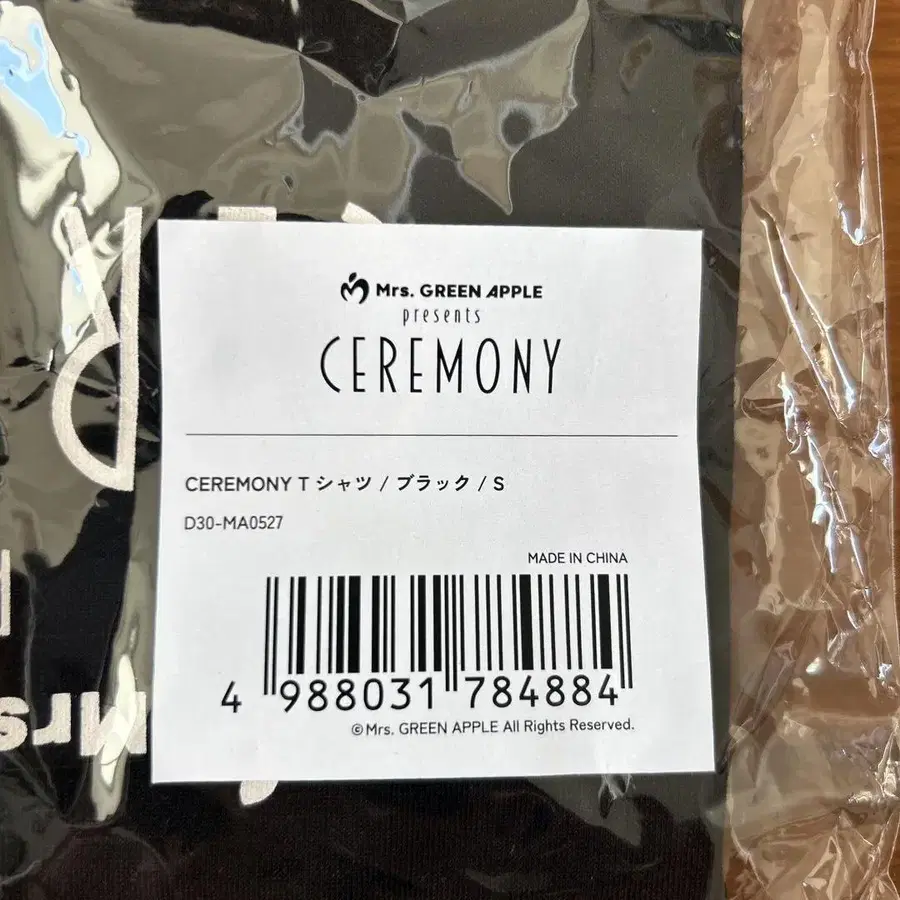 Mrs. GREEN APPLE
presents
CEREMONY
CEREMONY T シャツ / ブラック / S
D30-MA0527
MADE IN CHINA
4 988031 784884
©Mrs. GREEN APPLE All Rights Reserved.
Mrs